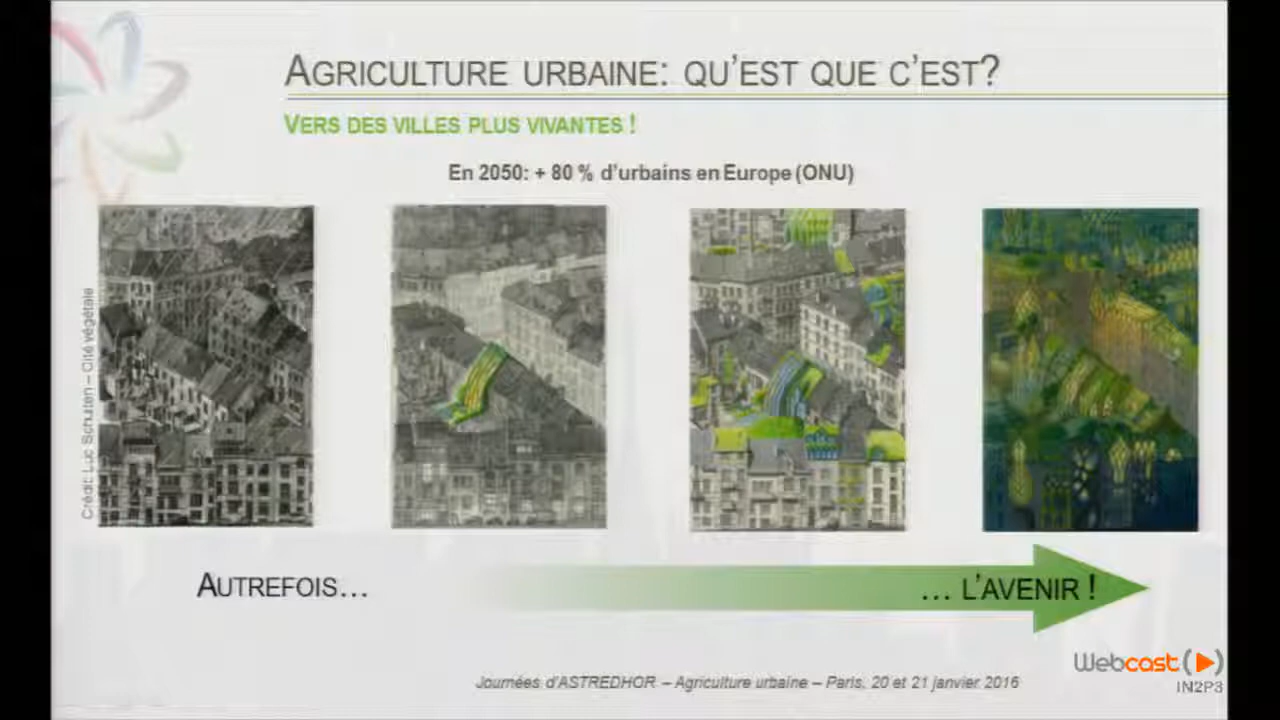 AGRICULTURE URBAINE: QU'EST QUE C'EST?
VERS DES VILLES PLUS VIVANTES !
En 2050: + 80 % d'urbains en Europe (ONU)
Crédit: Luc Schuiten – Cité végétale
AUTREFOIS…
… L'AVENIR !
Journées d'ASTREDHOR – Agriculture urbaine – Paris, 20 et 21 janvier 2016
Webcast
IN2P3